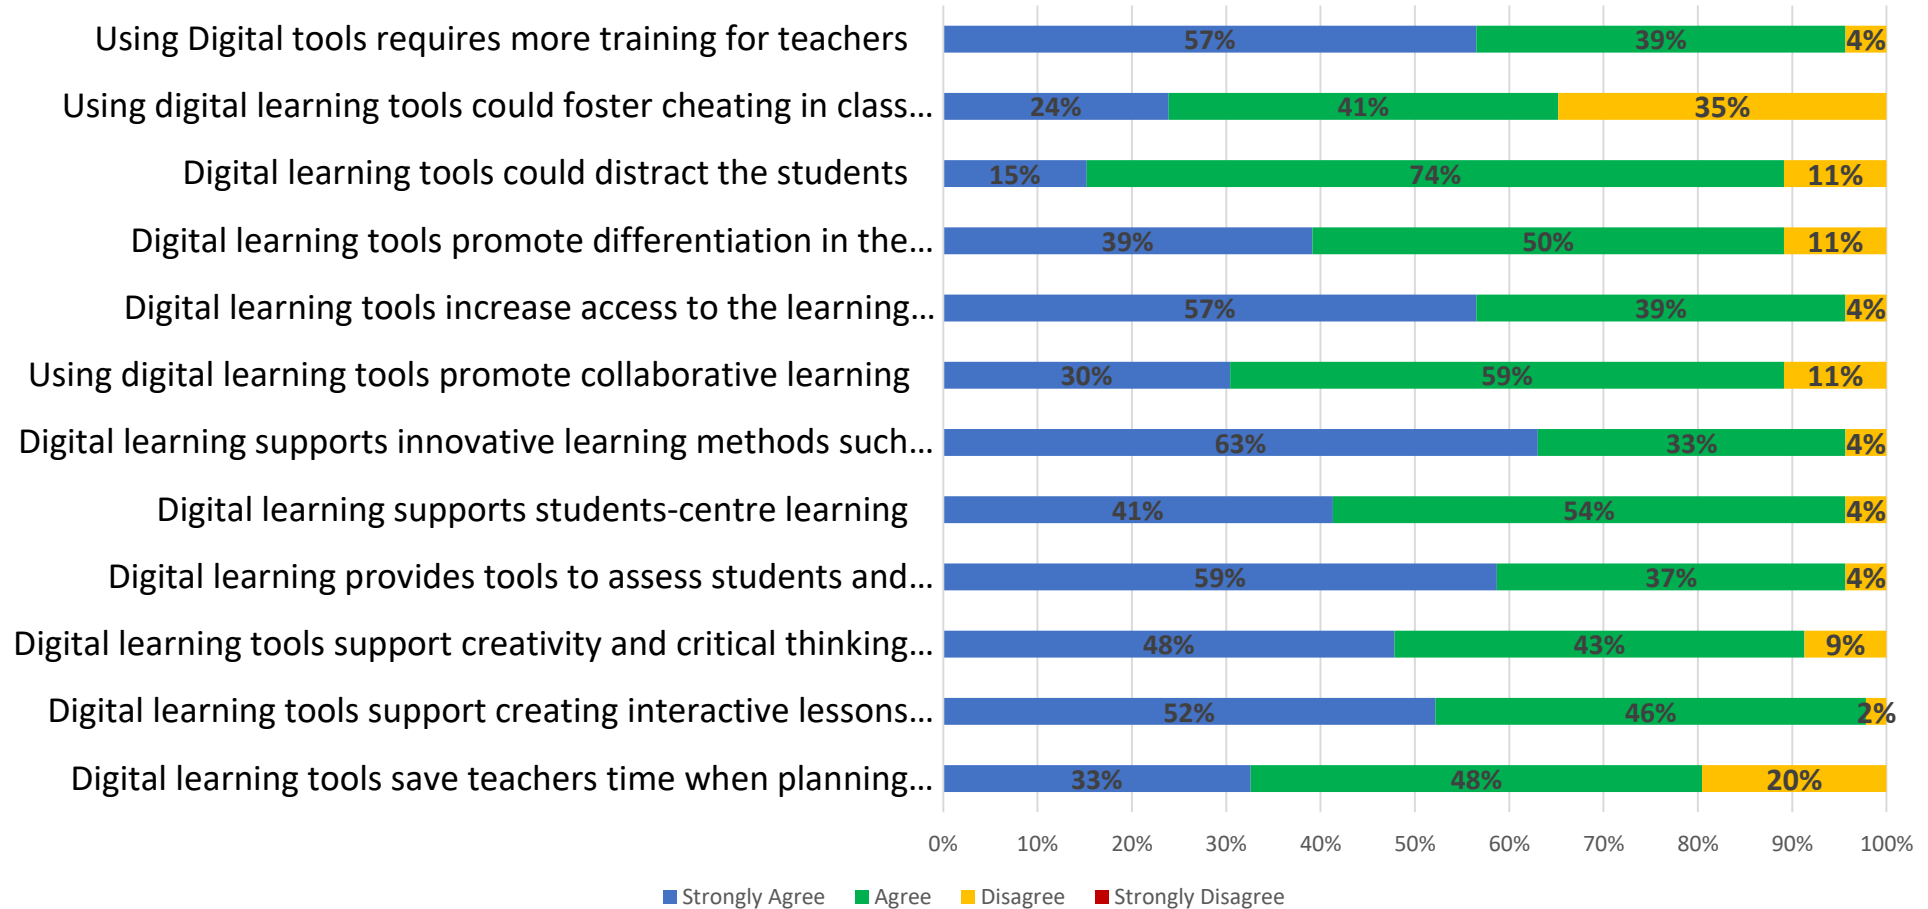 Using Digital tools requires more training for teachers 57% 39% 4%
Using digital learning tools could foster cheating in class... 24% 41% 35%
Digital learning tools could distract the students 15% 74% 11%
Digital learning tools promote differentiation in the... 39% 50% 11%
Digital learning tools increase access to the learning... 57% 39% 4%
Using digital learning tools promote collaborative learning 30% 59% 11%
Digital learning supports innovative learning methods such... 63% 33% 4%
Digital learning supports students-centre learning 41% 54% 4%
Digital learning provides tools to assess students and... 59% 37% 4%
Digital learning tools support creativity and critical thinking... 48% 43% 9%
Digital learning tools support creating interactive lessons... 52% 46% 2%
Digital learning tools save teachers time when planning... 33% 48% 20%
0% 10% 20% 30% 40% 50% 60% 70% 80% 90% 100%
Strongly Agree Agree Disagree Strongly Disagree